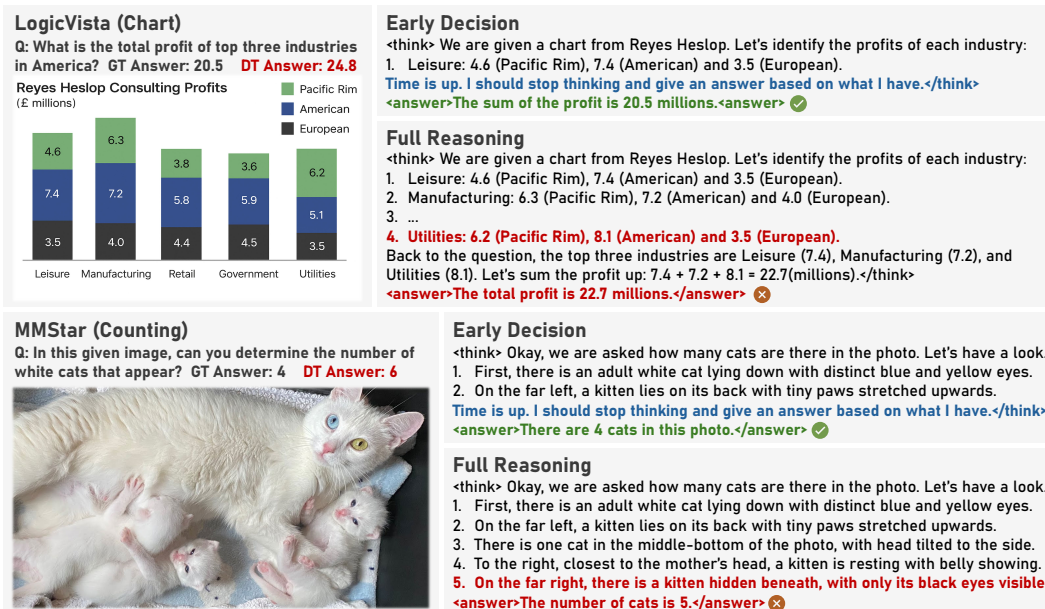 LogicVista (Chart)
Q: What is the total profit of top three industries
in America? GT Answer: 20.5 DT Answer: 24.8
Reyes Heslop Consulting Profits
(£ millions)
Pacific Rim
American
European
4.6
7.4
3.5
6.3
7.2
4.0
3.8
5.8
4.4
3.6
5.9
4.5
6.2
5.1
3.5
Leisure Manufacturing Retail Government Utilities
Early Decision
<think> We are given a chart from Reyes Heslop. Let's identify the profits of each industry:
1. Leisure: 4.6 (Pacific Rim), 7.4 (American) and 3.5 (European).
Time is up. I should stop thinking and give an answer based on what I have.</think>
<answer>The sum of the profit is 20.5 millions.<answer>
Full Reasoning
<think> We are given a chart from Reyes Heslop. Let's identify the profits of each industry:
1. Leisure: 4.6 (Pacific Rim), 7.4 (American) and 3.5 (European).
2. Manufacturing: 6.3 (Pacific Rim), 7.2 (American) and 4.0 (European).
3. ...
4. Utilities: 6.2 (Pacific Rim), 8.1 (American) and 3.5 (European).
Back to the question, the top three industries are Leisure (7.4), Manufacturing (7.2), and
Utilities (8.1). Let's sum the profit up: 7.4 + 7.2 + 8.1 = 22.7(millions).</think>
<answer>The total profit is 22.7 millions.</answer>
MMStar (Counting)
Q: In this given image, can you determine the number of
white cats that appear? GT Answer: 4 DT Answer: 6
Early Decision
<think> Okay, we are asked how many cats are there in the photo. Let's have a look.
1. First, there is an adult white cat lying down with distinct blue and yellow eyes.
2. On the far left, a kitten lies on its back with tiny paws stretched upwards.
Time is up. I should stop thinking and give an answer based on what I have.</think>
<answer>There are 4 cats in this photo.</answer>
Full Reasoning
<think> Okay, we are asked how many cats are there in the photo. Let's have a look.
1. First, there is an adult white cat lying down with distinct blue and yellow eyes.
2. On the far left, a kitten lies on its back with tiny paws stretched upwards.
3. There is one cat in the middle-bottom of the photo, with head tilted to the side.
4. To the right, closest to the mother's head, a kitten is resting with belly showing.
5. On the far right, there is a kitten hidden beneath, with only its black eyes visible
<answer>The number of cats is 5.</answer>